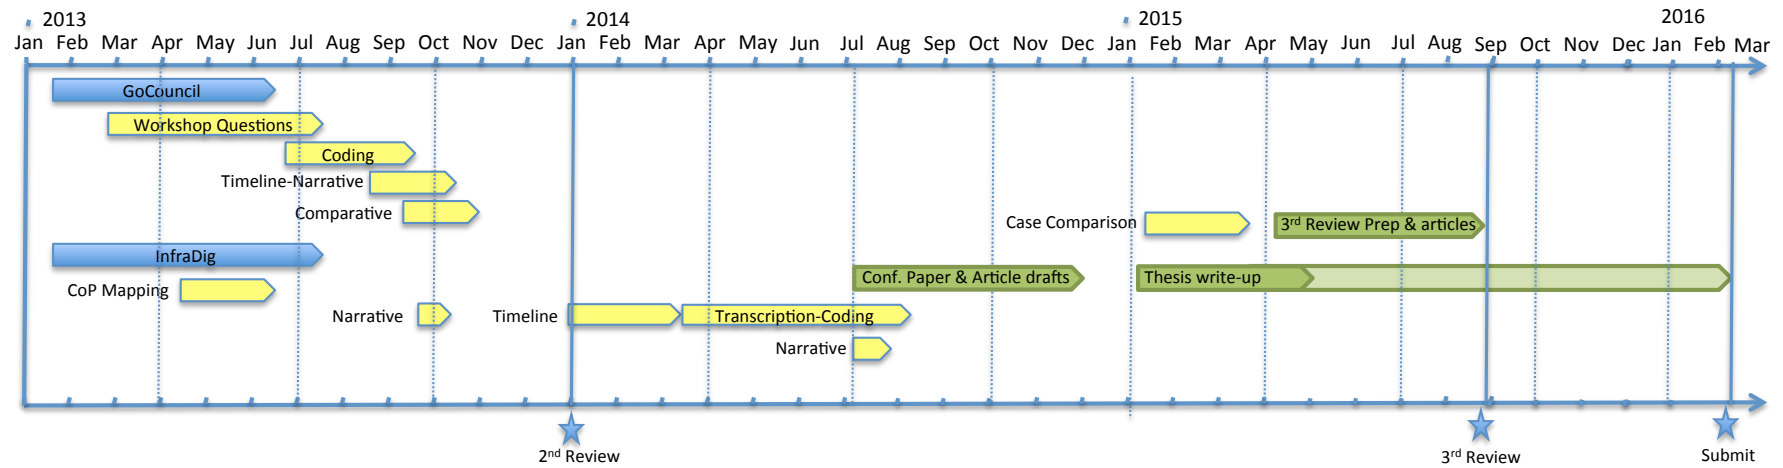 2013 2014 2015 2016
Jan Feb Mar Apr May Jun Jul Aug Sep Oct Nov Dec Jan Feb Mar Apr May Jun Jul Aug Sep Oct Nov Dec Jan Feb Mar Apr May Jun Jul Aug Sep Oct Nov Dec Jan Feb Mar
GoCouncil
Workshop Questions
Coding
Timeline-Narrative
Comparative
Case Comparison
3rd Review Prep & articles
InfraDig
Conf. Paper & Article drafts
Thesis write-up
CoP Mapping
Narrative
Timeline
Transcription-Coding
Narrative
2nd Review
3rd Review
Submit